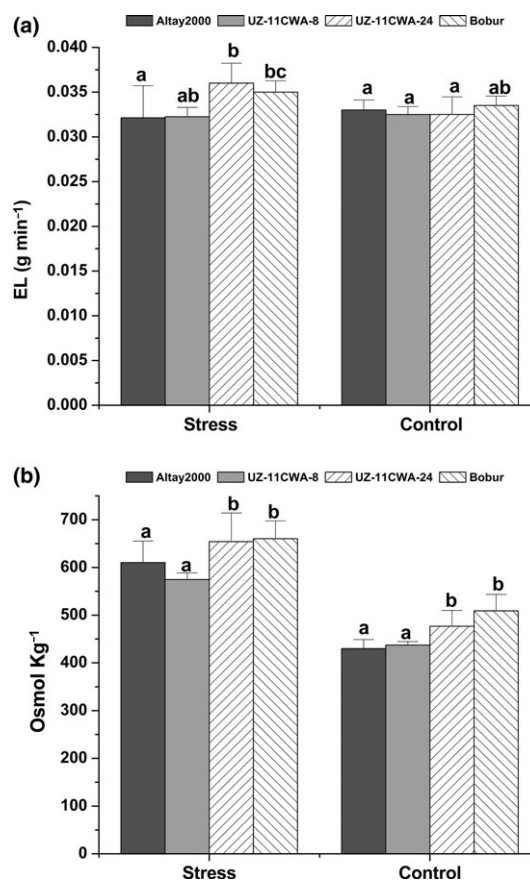 (a)
Altay2000 UZ-11CWA-8 UZ-11CWA-24 Bobur
0.040
0.035
0.030
0.025
0.020
0.015
0.010
0.005
0.000
EL (g min⁻¹)
a ab b bc a a a ab
Stress Control
(b)
Altay2000 UZ-11CWA-8 UZ-11CWA-24 Bobur
700
600
500
400
300
200
100
0
Osmol Kg⁻¹
a a b b a a b b
Stress Control